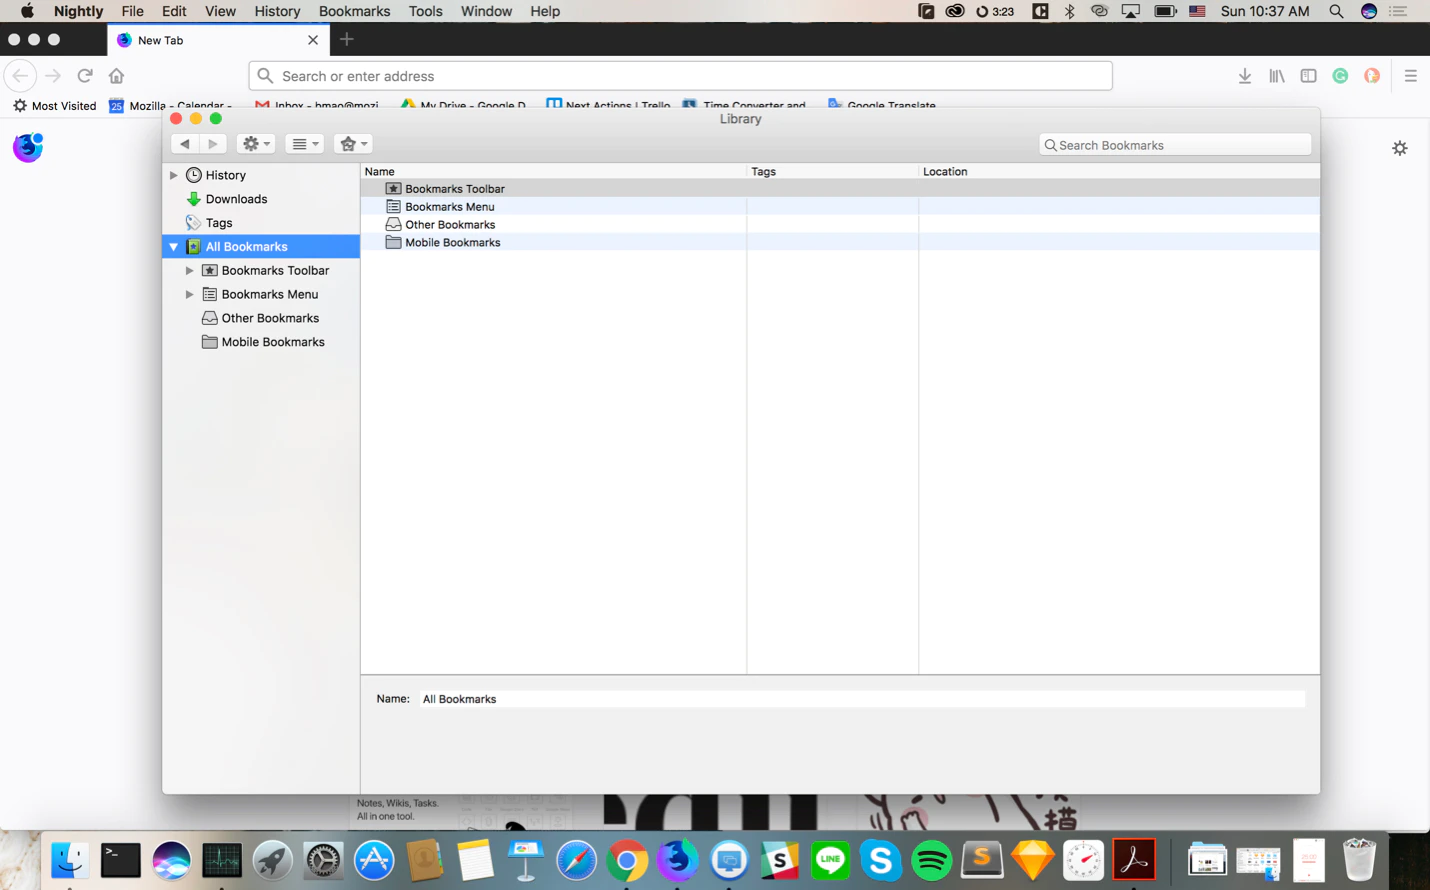 Nightly File Edit View History Bookmarks Tools Window Help 3:23 Sun 10:37 AM
New Tab
Search or enter address
Most Visited 25 Mozilla - Calendar - Inbox - bmao@mozi My Drive - Google D Next Actions | Trello Time Converter and Google Translate
Library
Search Bookmarks
Name Tags Location
History
Downloads
Tags
All Bookmarks
Bookmarks Toolbar
Bookmarks Menu
Other Bookmarks
Mobile Bookmarks
Bookmarks Toolbar
Bookmarks Menu
Other Bookmarks
Mobile Bookmarks
Name: All Bookmarks
Notes, Wikis, Tasks.
All in one tool.
描
LINE